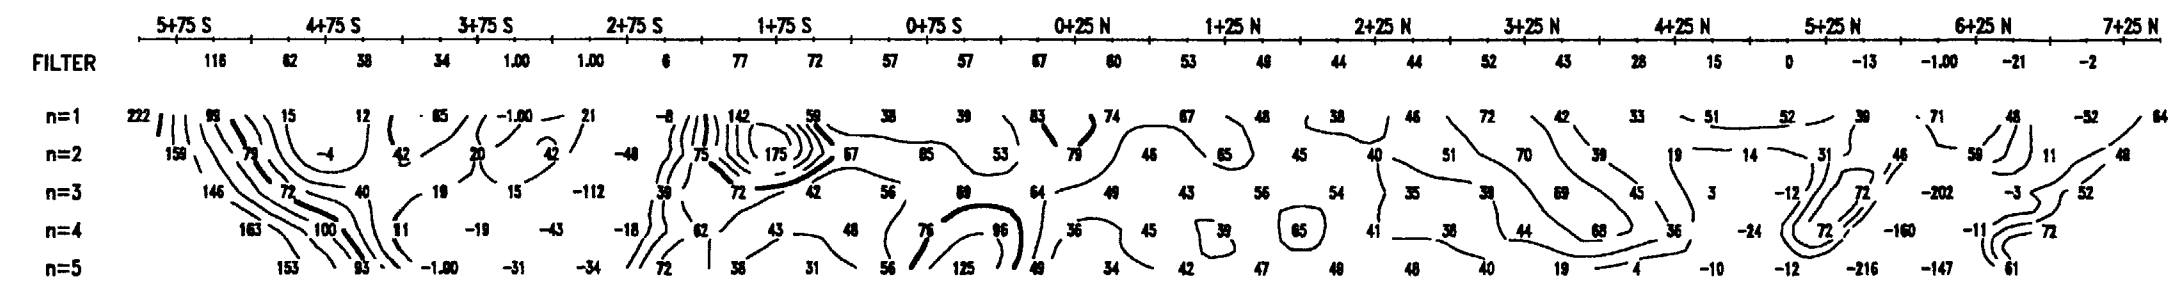 5+75 S 4+75 S 3+75 S 2+75 S 1+75 S 0+75 S 0+25 N 1+25 N 2+25 N 3+25 N 4+25 N 5+25 N 6+25 N 7+25 N
FILTER 116 62 38 34 1.00 1.00 6 77 72 57 57 67 60 53 48 44 44 52 43 28 15 0 -13 -1.00 -21 -2
n=1 222 99 15 12 65 -1.00 21 -8 142 59 38 39 83 74 67 48 38 46 72 42 33 51 52 39 71 48 -52 64
n=2 159 79 -4 42 20 42 -48 75 175 67 65 53 79 46 65 45 40 51 70 39 19 14 31 46 59 11 48
n=3 146 72 40 19 15 -112 39 72 42 56 89 64 49 43 56 54 35 39 69 45 3 -12 72 -202 -3 52
n=4 163 100 11 -19 -43 -18 62 43 48 76 96 36 45 39 65 41 38 44 68 36 -24 72 -160 -11 72
n=5 153 93 -1.00 -31 -34 72 38 31 56 125 49 34 42 47 48 48 40 19 4 -10 -12 -216 -147 61